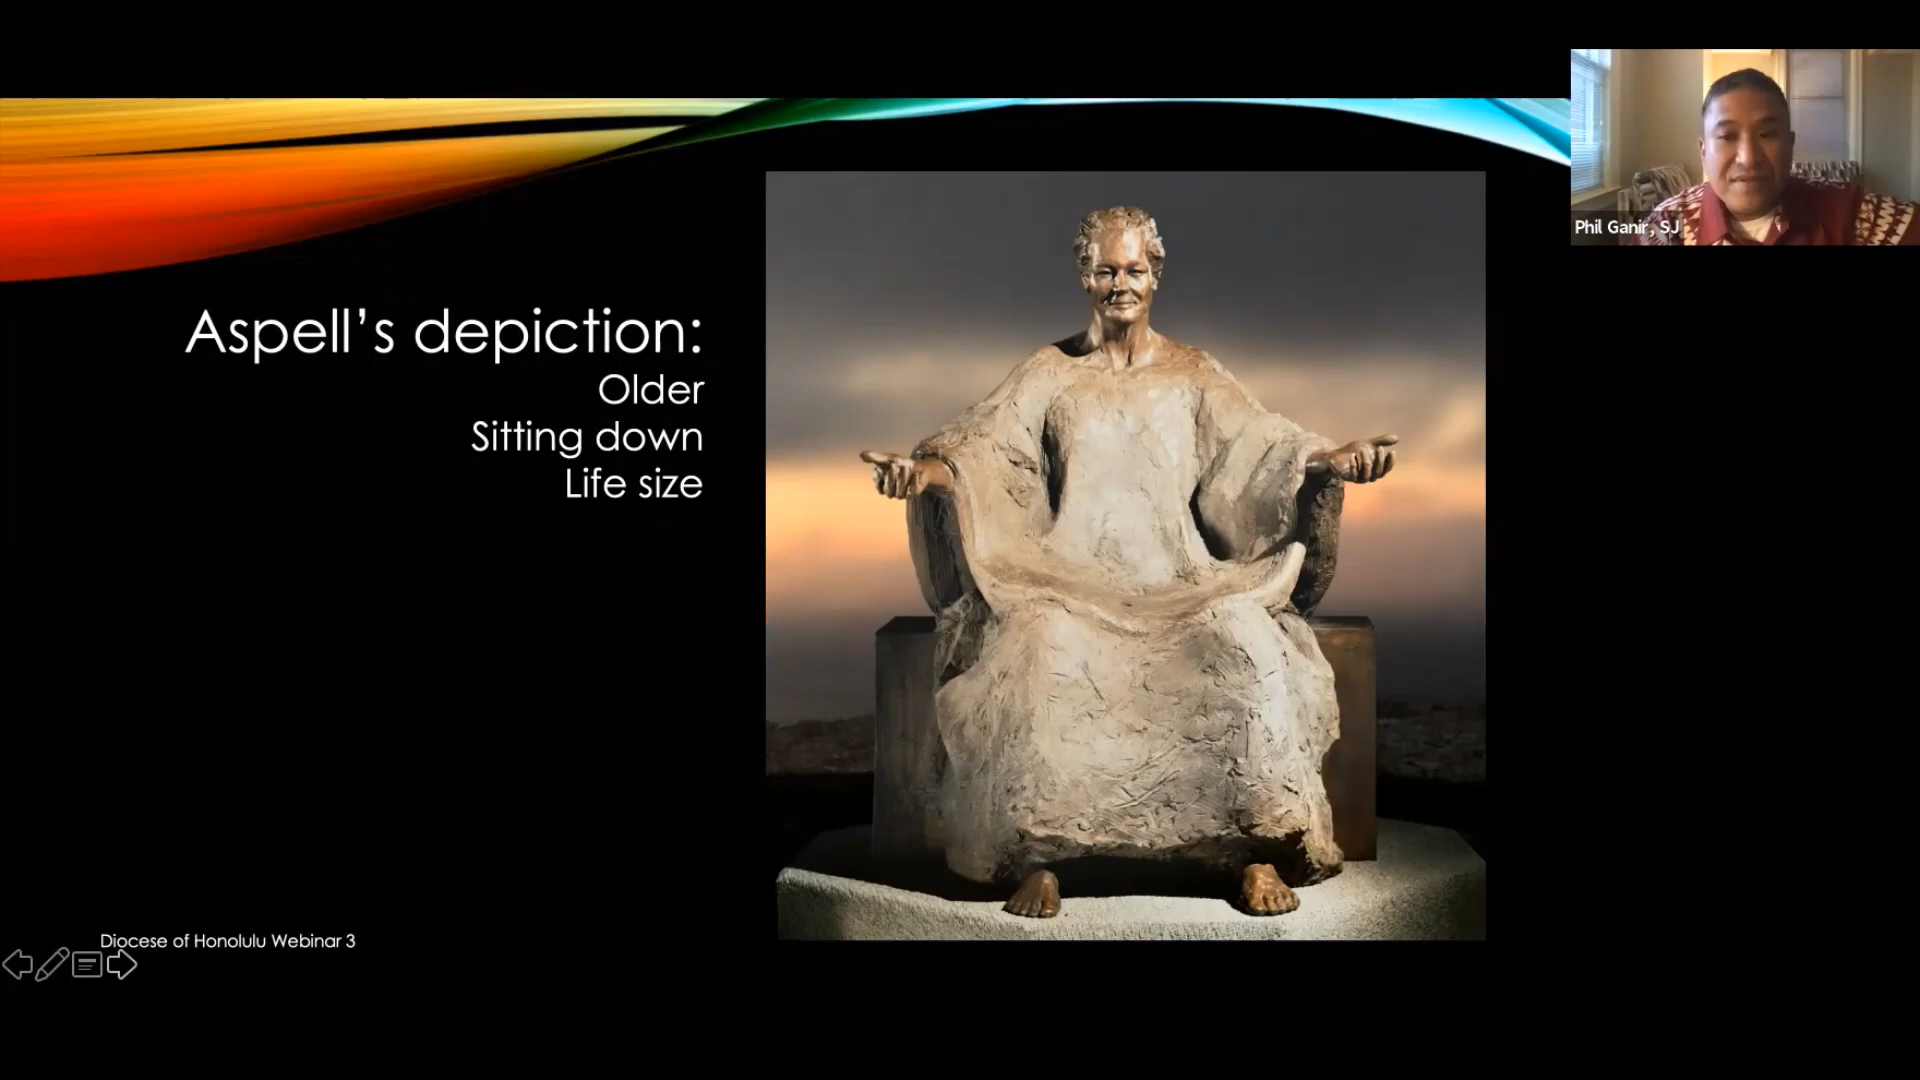 Aspell’s depiction:
Older
Sitting down
Life size
Phil Ganir, SJ
Diocese of Honolulu Webinar 3